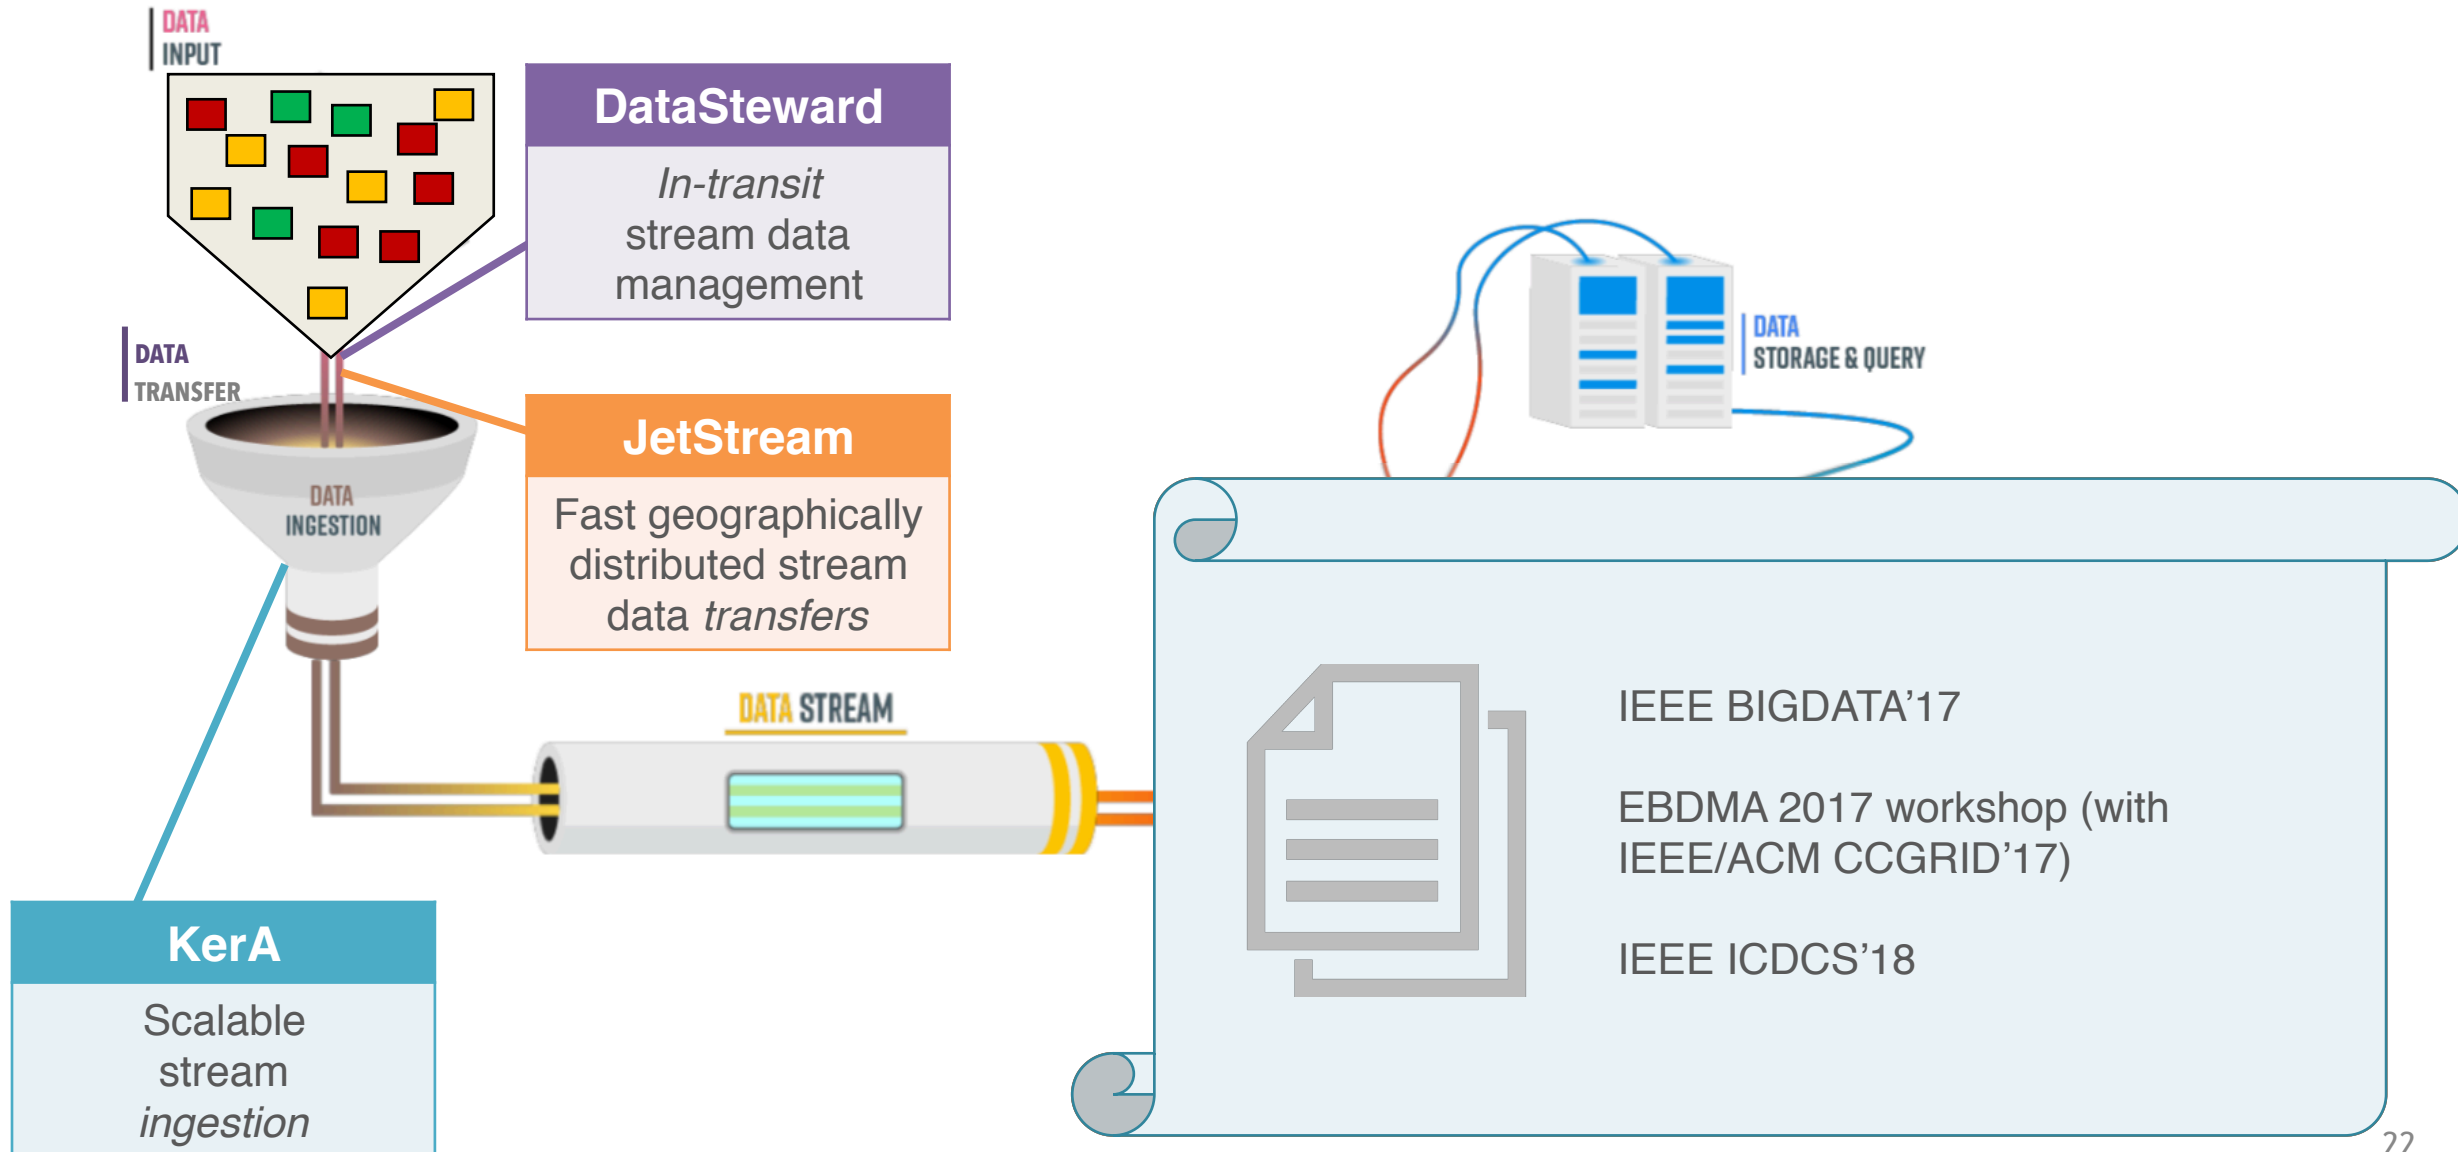 DATA
INPUT
DataSteward
In-transit
stream data
management
DATA
TRANSFER
JetStream
Fast geographically
distributed stream
data transfers
DATA
INGESTION
DATA
STORAGE & QUERY
DATA STREAM
KerA
Scalable
stream
ingestion
IEEE BIGDATA’17
EBDMA 2017 workshop (with
IEEE/ACM CCGRID’17)
IEEE ICDCS’18
22